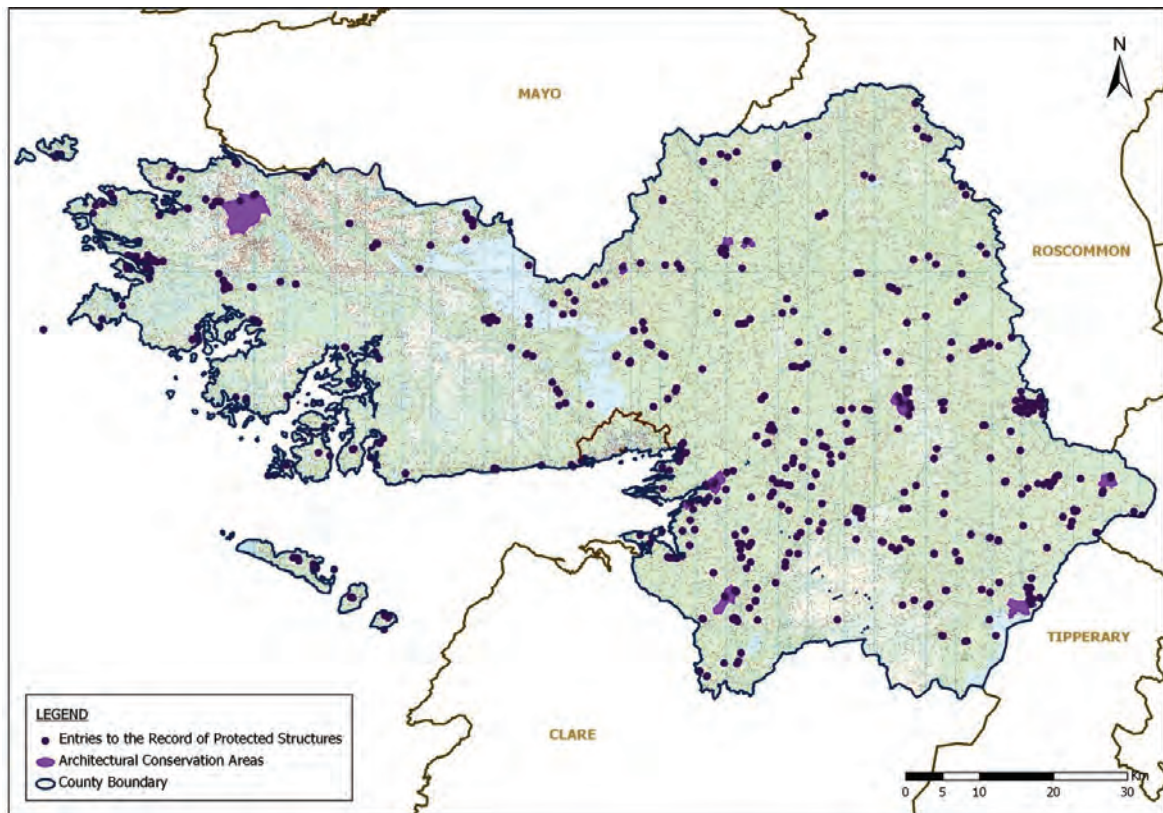 N
MAYO
ROSCOMMON
TIPPERARY
CLARE
LEGEND
Entries to the Record of Protected Structures
Architectural Conservation Areas
County Boundary
Km
0 5 10 20 30